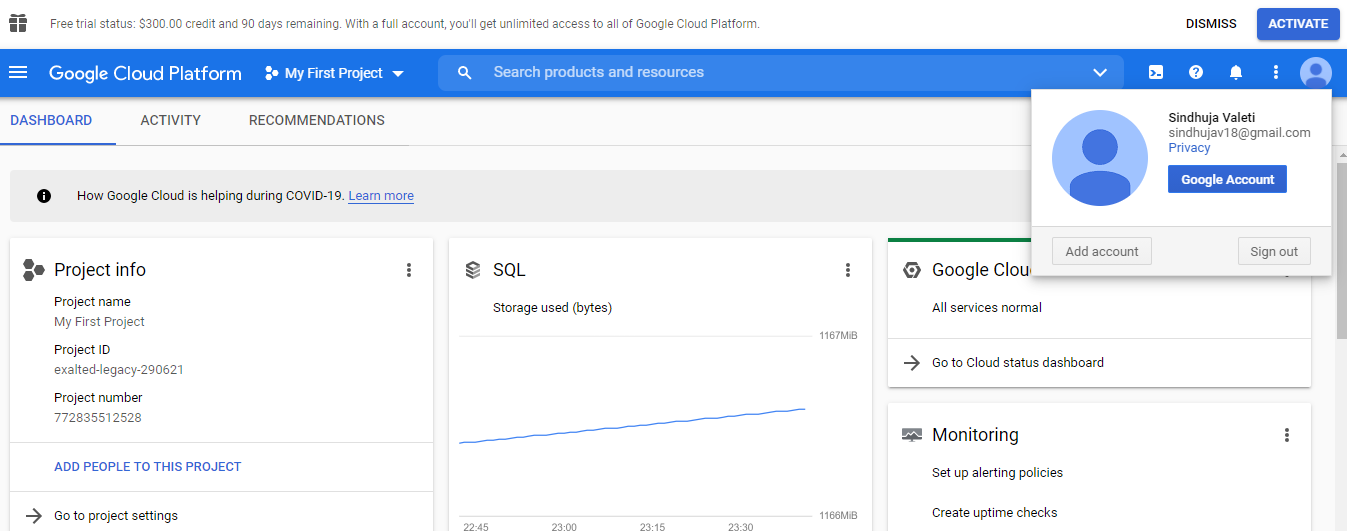 Free trial status: $300.00 credit and 90 days remaining. With a full account, you'll get unlimited access to all of Google Cloud Platform.
DISMISS
ACTIVATE
Google Cloud Platform
My First Project
Search products and resources
DASHBOARD
ACTIVITY
RECOMMENDATIONS
Sindhuja Valeti
sindhujav18@gmail.com
Privacy
Google Account
Add account
Sign out
How Google Cloud is helping during COVID-19. Learn more
Project info
Project name
My First Project
Project ID
exalted-legacy-290621
Project number
772835512528
ADD PEOPLE TO THIS PROJECT
Go to project settings
SQL
Storage used (bytes)
1167MiB
1166MiB
22:45
23:00
23:15
23:30
Google Clou
All services normal
Go to Cloud status dashboard
Monitoring
Set up alerting policies
Create uptime checks